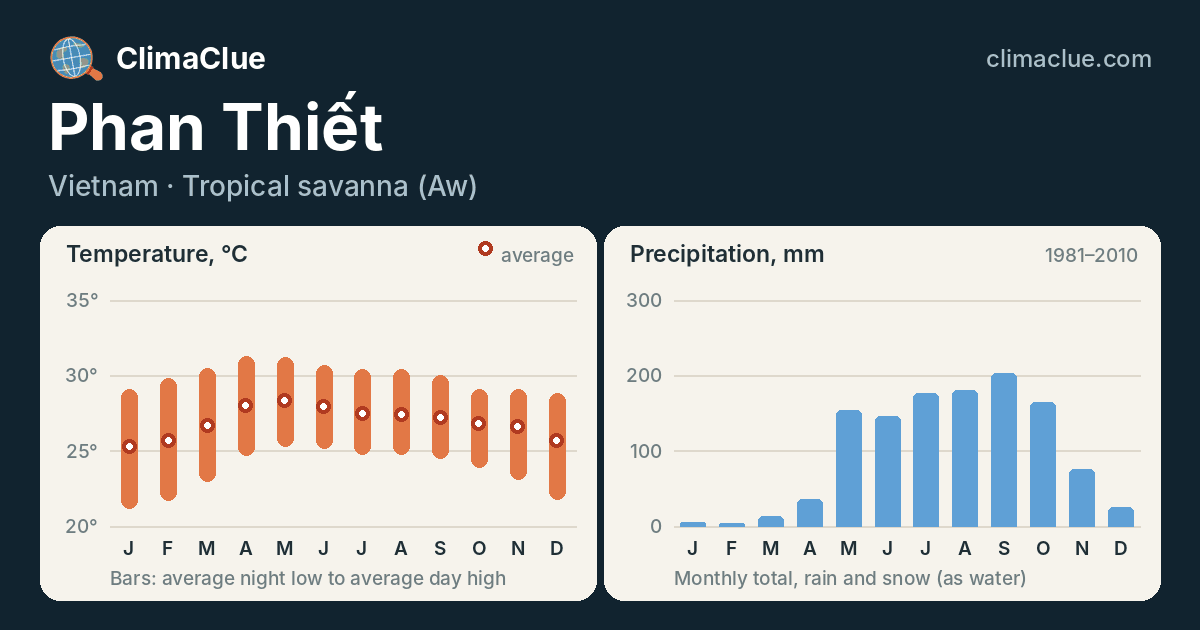 ClimaClue
climaclue.com
Phan Thiết
Vietnam · Tropical savanna (Aw)
Temperature, °C
average
35°
30°
25°
20°
J F M A M J J A S O N D
Bars: average night low to average day high
Precipitation, mm
1981–2010
300
200
100
0
J F M A M J J A S O N D
Monthly total, rain and snow (as water)